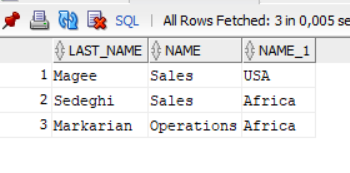 SQL | All Rows Fetched: 3 in 0,005 se
LAST_NAME NAME NAME_1
1 Magee Sales USA
2 Sedeghi Sales Africa
3 Markarian Operations Africa